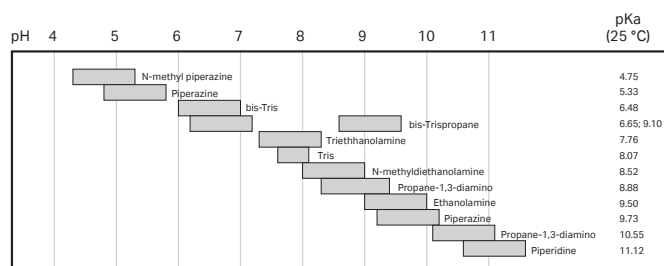 pKa
pH 4 5 6 7 8 9 10 11 (25 °C)
N-methyl piperazine 4.75
Piperazine 5.33
bis-Tris 6.48
bis-Trispropane 6.65; 9.10
Triethhanolamine 7.76
Tris 8.07
N-methyldiethanolamine 8.52
Propane-1,3-diamino 8.88
Ethanolamine 9.50
Piperazine 9.73
Propane-1,3-diamino 10.55
Piperidine 11.12